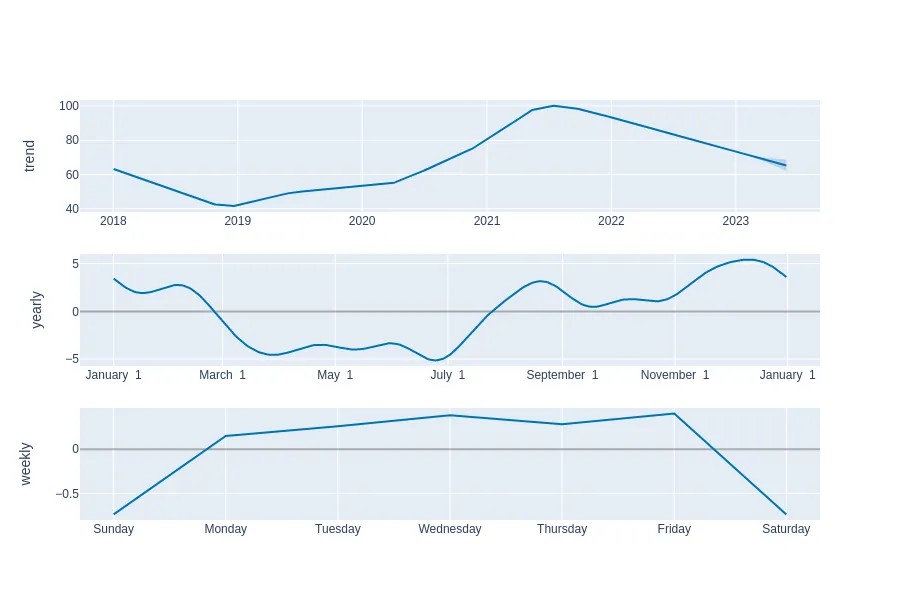 trend
100
80
60
40
2018 2019 2020 2021 2022 2023
yearly
5
0
−5
January 1 March 1 May 1 July 1 September 1 November 1 January 1
weekly
0
−0.5
Sunday Monday Tuesday Wednesday Thursday Friday Saturday